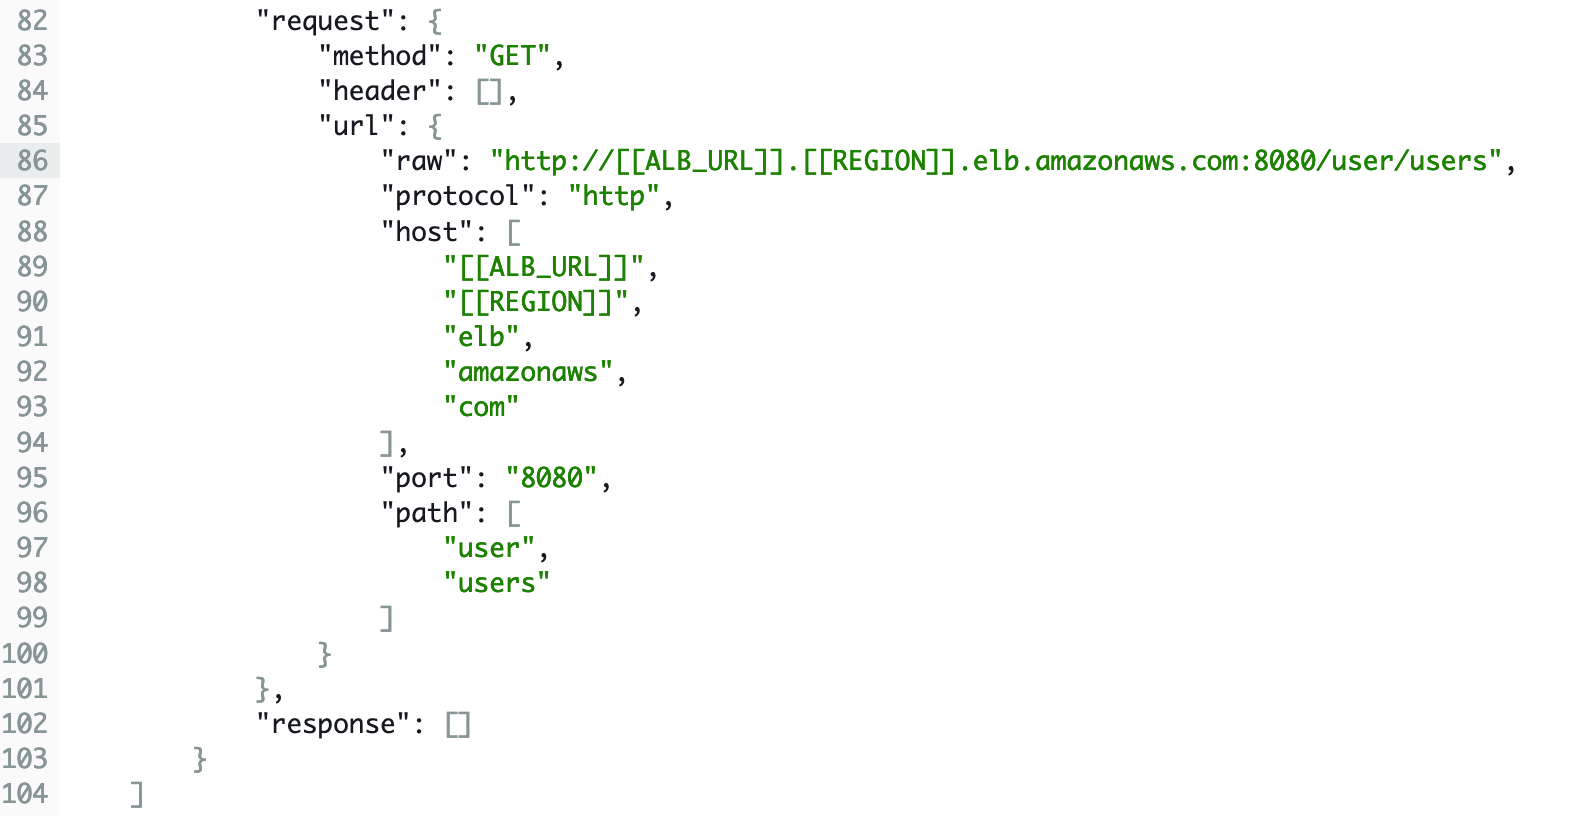 82 "request": {
83 "method": "GET",
84 "header": [],
85 "url": {
86 "raw": "http://[[ALB_URL]].[[REGION]].elb.amazonaws.com:8080/user/users",
87 "protocol": "http",
88 "host": [
89 "[[ALB_URL]]",
90 "[[REGION]]",
91 "elb",
92 "amazonaws",
93 "com"
94 ],
95 "port": "8080",
96 "path": [
97 "user",
98 "users"
99 ]
100 }
101 },
102 "response": []
103 }
104 ]